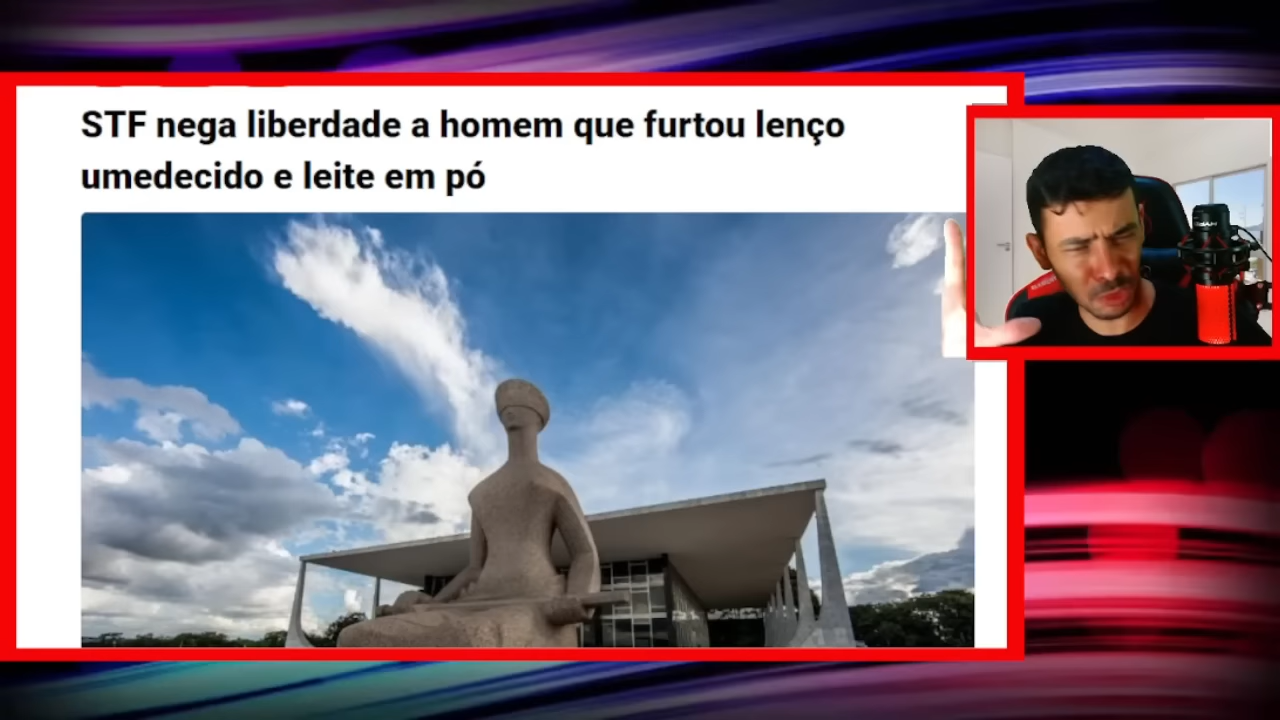 STF nega liberdade a homem que furtou lenço
umedecido e leite em pó